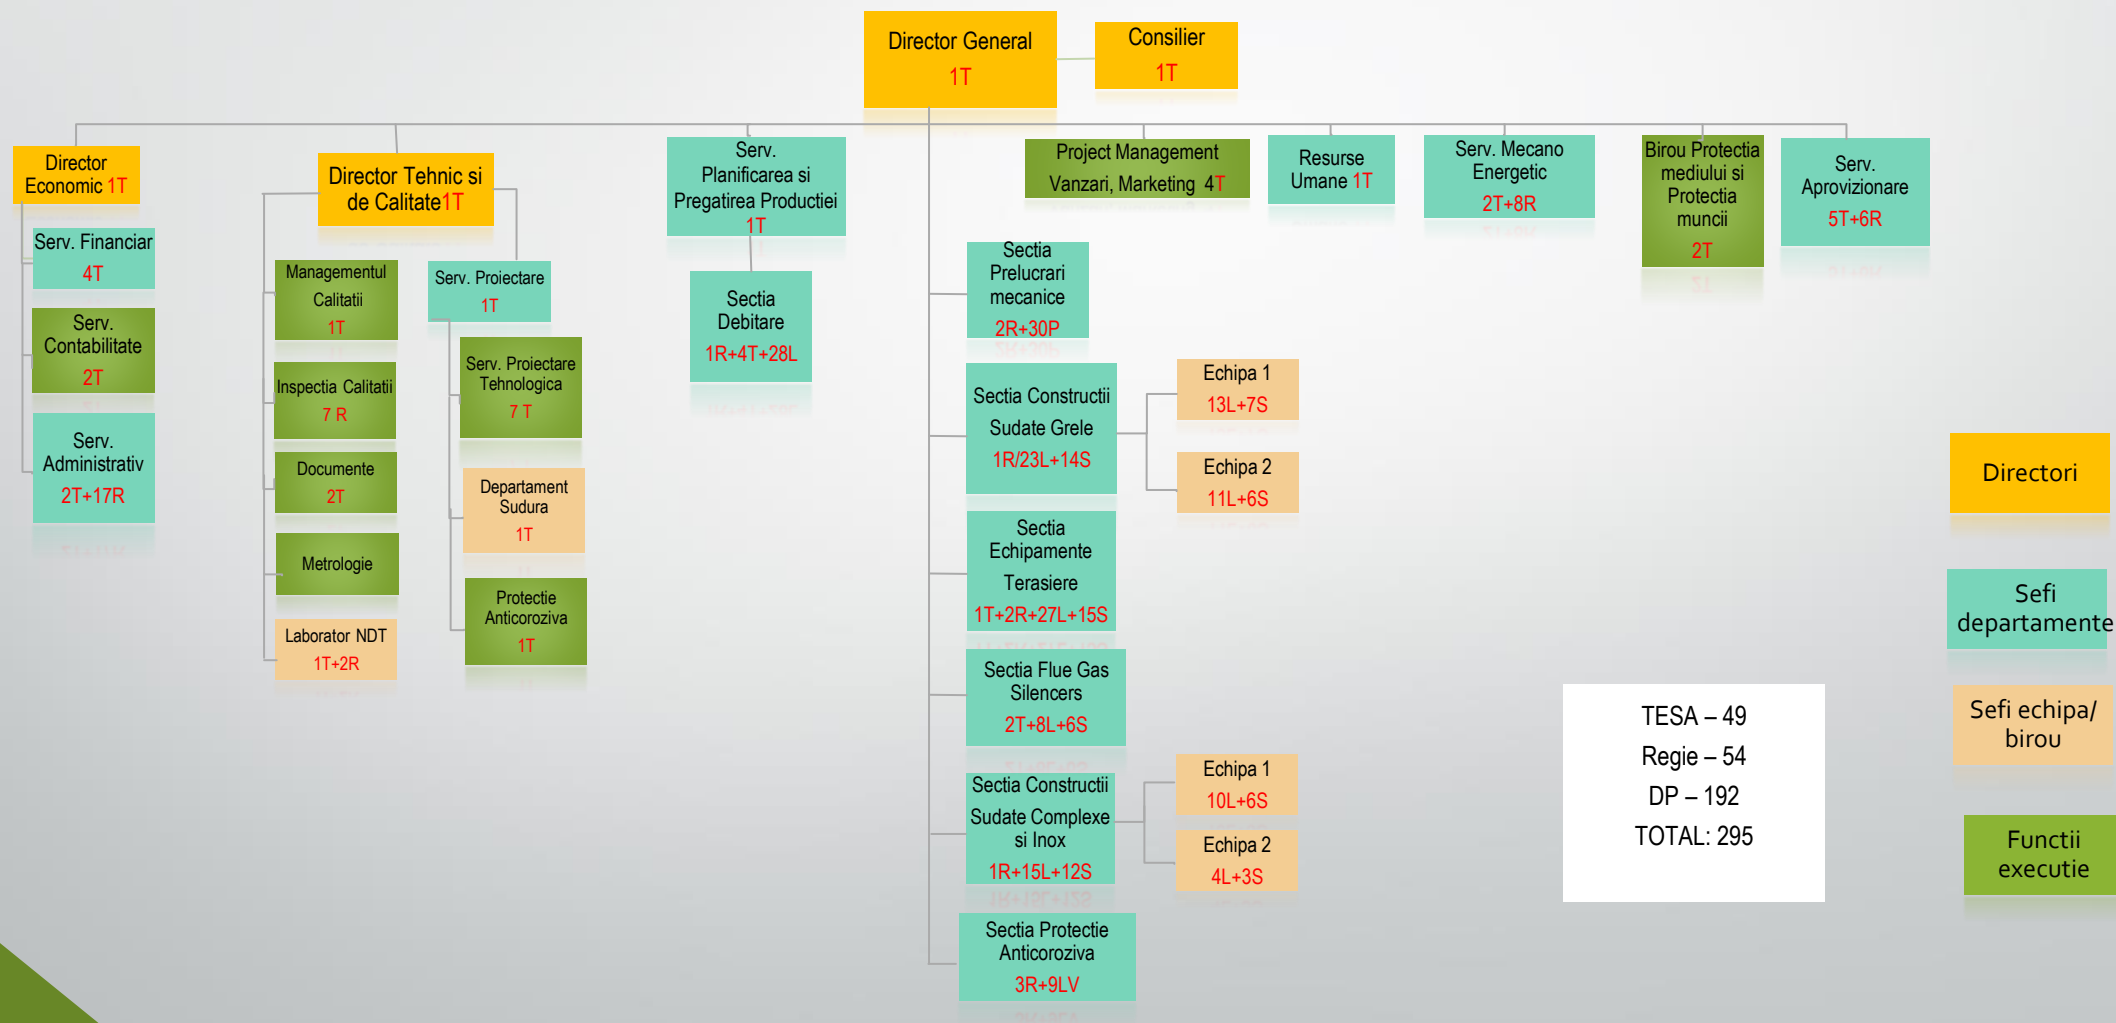 Director General
1T
Consilier
1T
Director
Economic 1T
Serv. Financiar
4T
Serv.
Contabilitate
2T
Serv.
Administrativ
2T+17R
Director Tehnic si
de Calitate1T
Managementul
Calitatii
1T
Inspectia Calitatii
7 R
Documente
2T
Metrologie
Laborator NDT
1T+2R
Serv. Proiectare
1T
Serv. Proiectare
Tehnologica
7 T
Departament
Sudura
1T
Protectie
Anticoroziva
1T
Serv.
Planificarea si
Pregatirea Productiei
1T
Sectia
Debitare
1R+4T+28L
Project Management
Vanzari, Marketing 4T
Resurse
Umane 1T
Serv. Mecano
Energetic
2T+8R
Birou Protectia
mediului si
Protectia
muncii
2T
Serv.
Aprovizionare
5T+6R
Sectia
Prelucrari
mecanice
2R+30P
Sectia Constructii
Sudate Grele
1R/23L+14S
Echipa 1
13L+7S
Echipa 2
11L+6S
Sectia
Echipamente
Terasiere
1T+2R+27L+15S
Sectia Flue Gas
Silencers
2T+8L+6S
Sectia Constructii
Sudate Complexe
si Inox
1R+15L+12S
Echipa 1
10L+6S
Echipa 2
4L+3S
Sectia Protectie
Anticoroziva
3R+9LV
TESA – 49
Regie – 54
DP – 192
TOTAL: 295
Directori
Sefi
departamente
Sefi echipa/
birou
Functii
executie